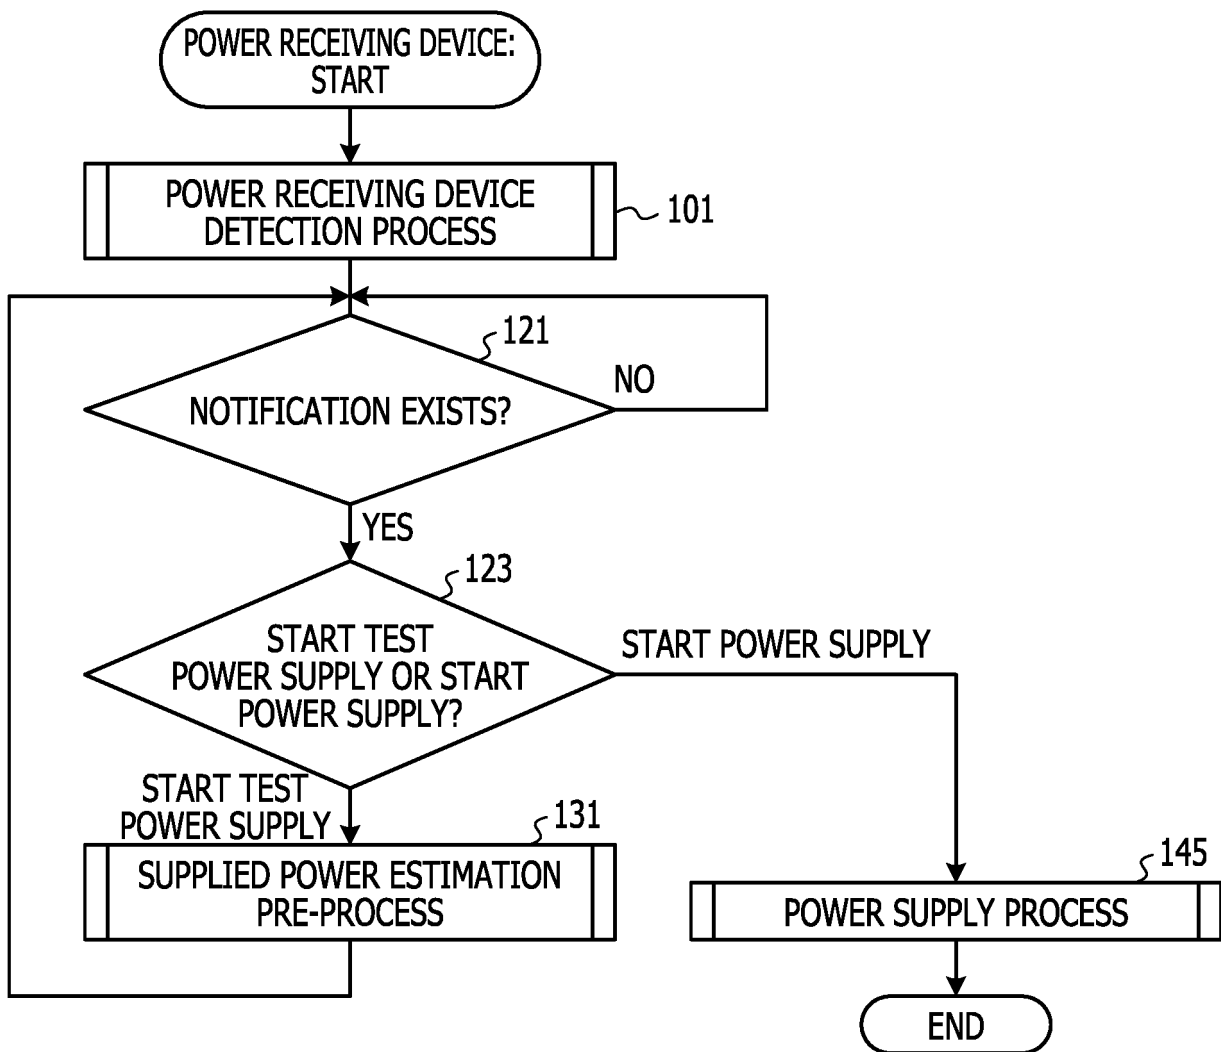 POWER RECEIVING DEVICE:
START
POWER RECEIVING DEVICE
DETECTION PROCESS
101
121
NOTIFICATION EXISTS?
NO
YES
123
START TEST
POWER SUPPLY OR START
POWER SUPPLY?
START POWER SUPPLY
START TEST
POWER SUPPLY
131
SUPPLIED POWER ESTIMATION
PRE-PROCESS
145
POWER SUPPLY PROCESS
END